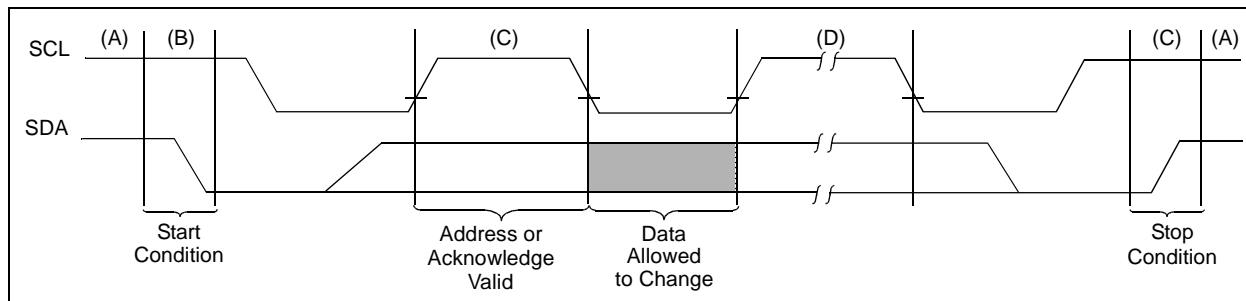 (A) (B) (C) (D) (C) (A)
SCL
SDA
Start
Condition
Address or
Acknowledge
Valid
Data
Allowed
to Change
Stop
Condition